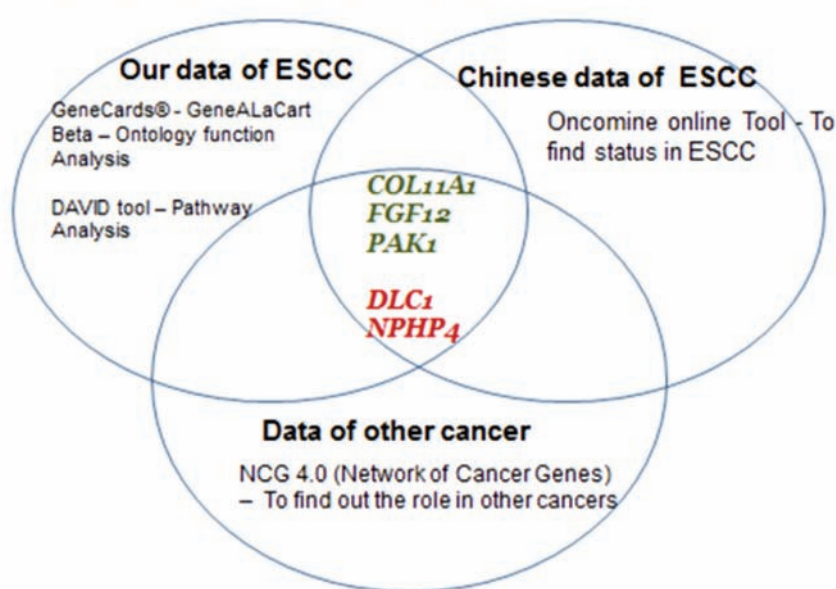 Our data of ESCC
GeneCards® - GeneALaCart
Beta – Ontology function
Analysis
DAVID tool – Pathway
Analysis
Chinese data of ESCC
Oncomine online Tool - To
find status in ESCC
COL11A1
FGF12
PAK1
DLC1
NPHP4
Data of other cancer
NCG 4.0 (Network of Cancer Genes)
– To find out the role in other cancers